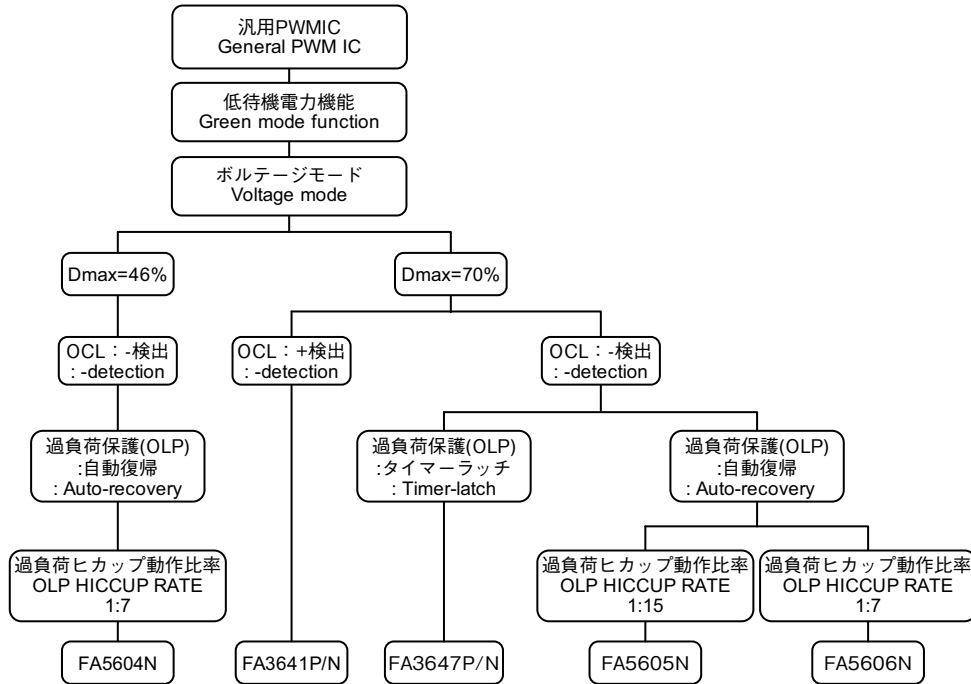 汎用PWMIC
General PWM IC
低待機電力機能
Green mode function
ボルテージモード
Voltage mode
Dmax=46%
Dmax=70%
OCL：-検出
: -detection
OCL：+検出
: -detection
OCL：-検出
: -detection
過負荷保護(OLP)
:自動復帰
: Auto-recovery
過負荷保護(OLP)
:タイマーラッチ
: Timer-latch
過負荷保護(OLP)
:自動復帰
: Auto-recovery
過負荷ヒカップ動作比率
OLP HICCUP RATE
1:7
過負荷ヒカップ動作比率
OLP HICCUP RATE
1:15
過負荷ヒカップ動作比率
OLP HICCUP RATE
1:7
FA5604N
FA3641P/N
FA3647P/N
FA5605N
FA5606N